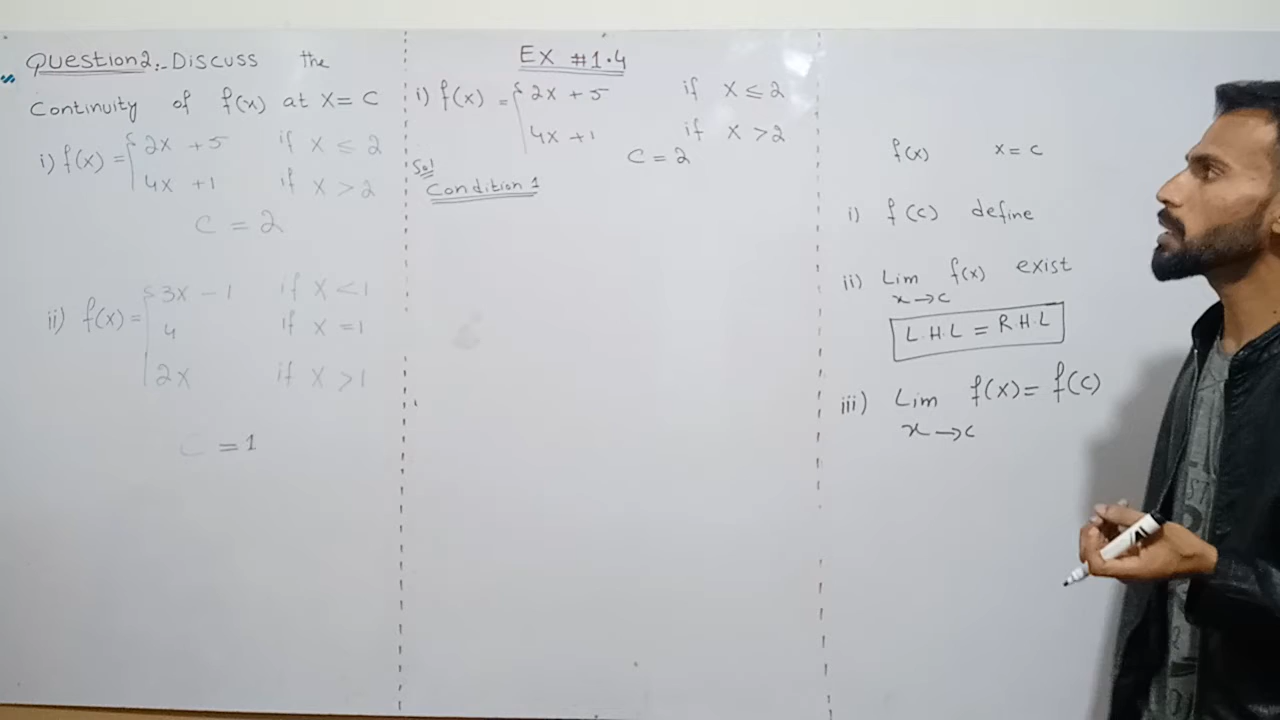 Question 2:- Discuss the
Continuity of f(x) at x = c
i) f(x) = { 2x + 5 if x ≤ 2
4x + 1 if x > 2
C = 2
ii) f(x) = { 3x - 1 if x < 1
4 if x = 1
2x if x > 1
C = 1
EX #1.4
i) f(x) = { 2x + 5 if x ≤ 2
4x + 1 if x > 2
C = 2
Sol
Condition 1
f(x) x = c
i) f(c) define
ii) Lim f(x) exist
x→c
L.H.L = R.H.L
iii) Lim f(x) = f(c)
x→c